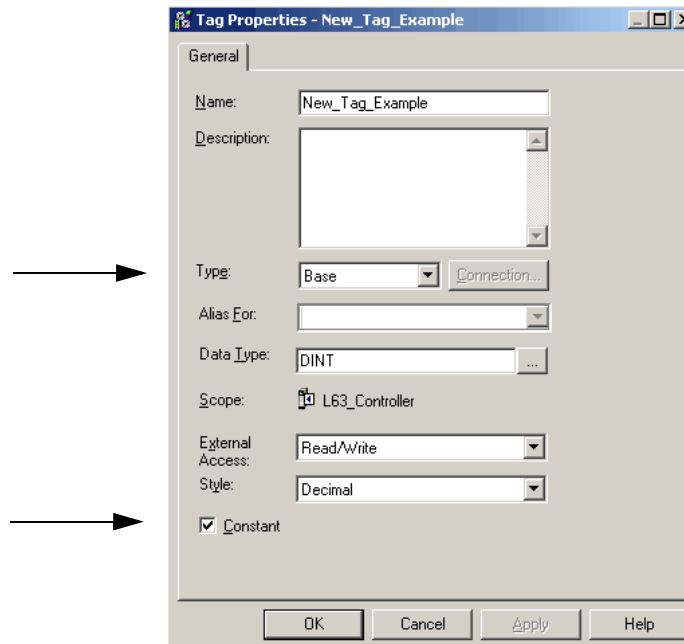 Tag Properties - New_Tag_Example
General
Name: New_Tag_Example
Description:
Type: Base Connection...
Alias For:
Data Type: DINT ...
Scope: L63_Controller
External Access: Read/Write
Style: Decimal
Constant
OK Cancel Apply Help